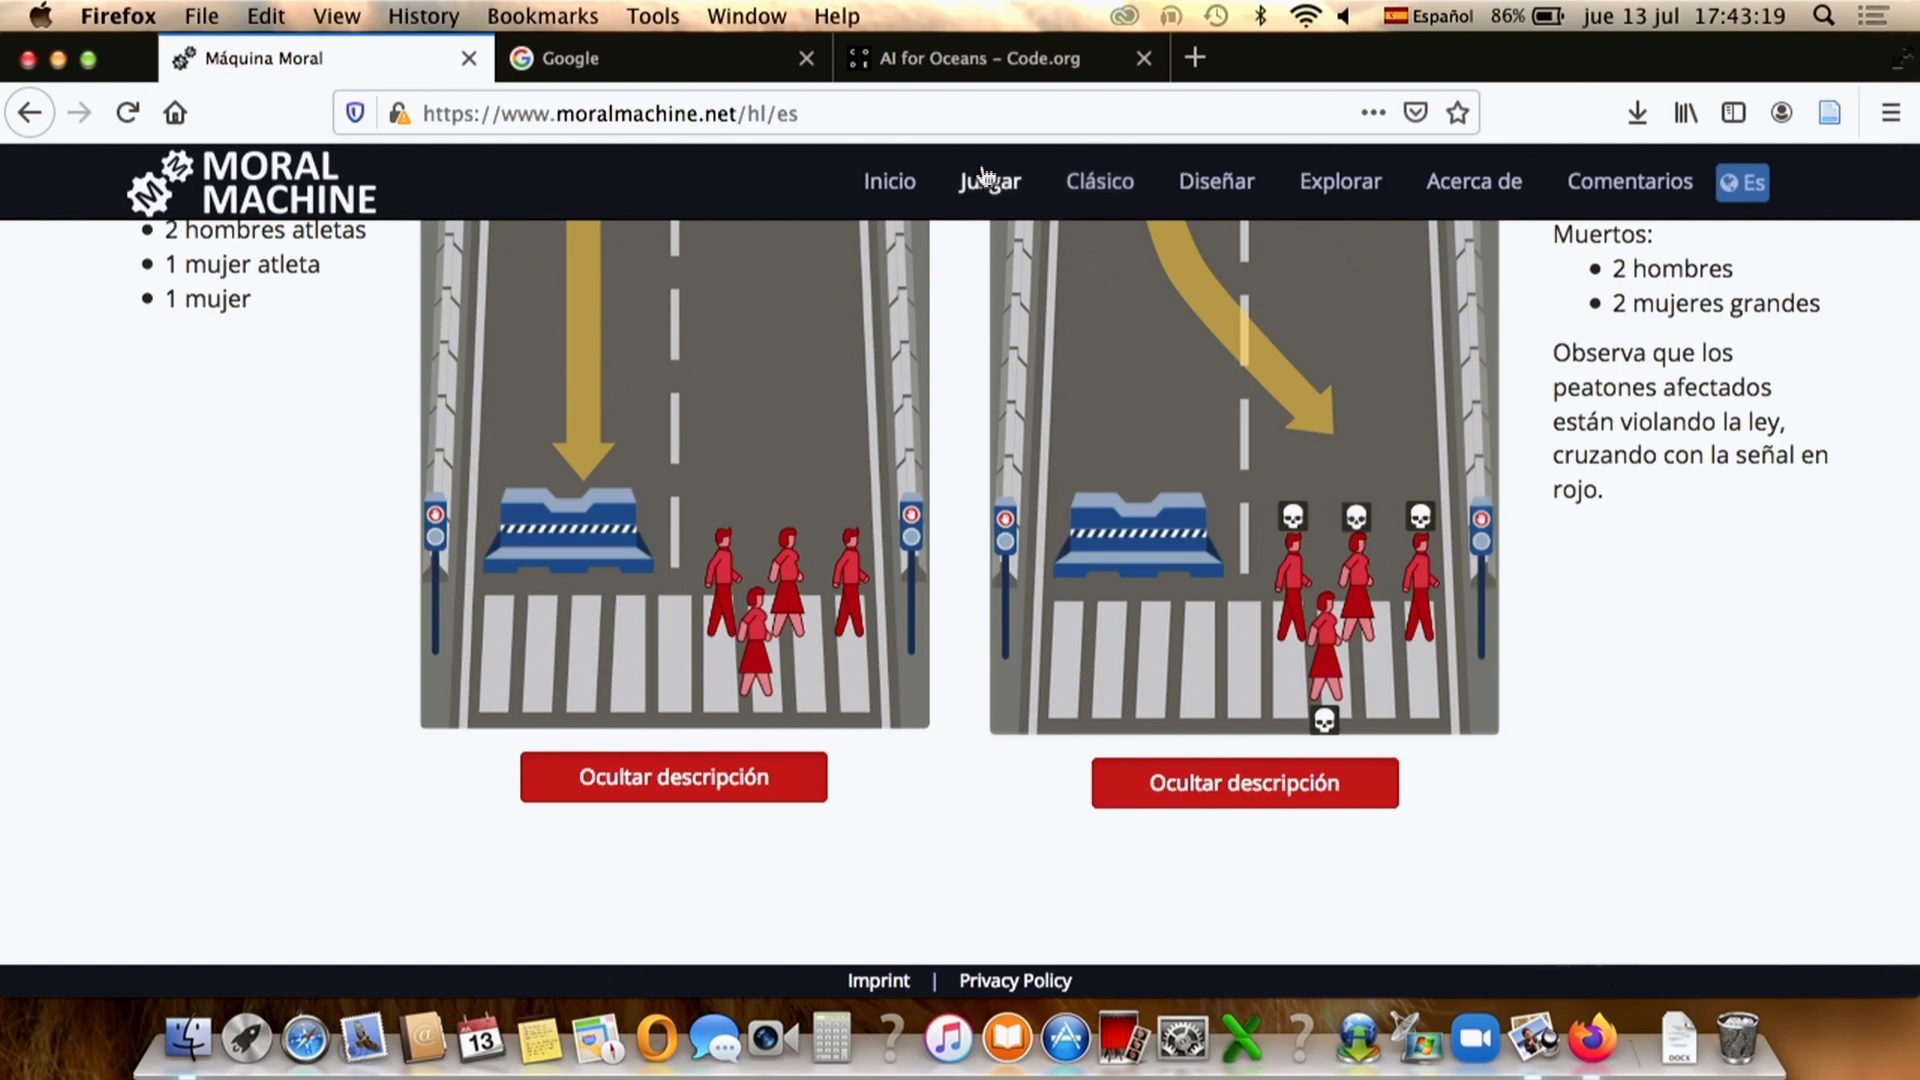 Firefox File Edit View History Bookmarks Tools Window Help Español 86% jue 13 jul 17:43:19
Máquina Moral Google AI for Oceans – Code.org
https://www.moralmachine.net/hl/es
MORAL MACHINE
Inicio Juzgar Clásico Diseñar Explorar Acerca de Comentarios Es
2 hombres atletas
1 mujer atleta
1 mujer
Muertos:
2 hombres
2 mujeres grandes
Observa que los
peatones afectados
están violando la ley,
cruzando con la señal en
rojo.
Ocultar descripción
Ocultar descripción
Imprint | Privacy Policy
13
DOCX